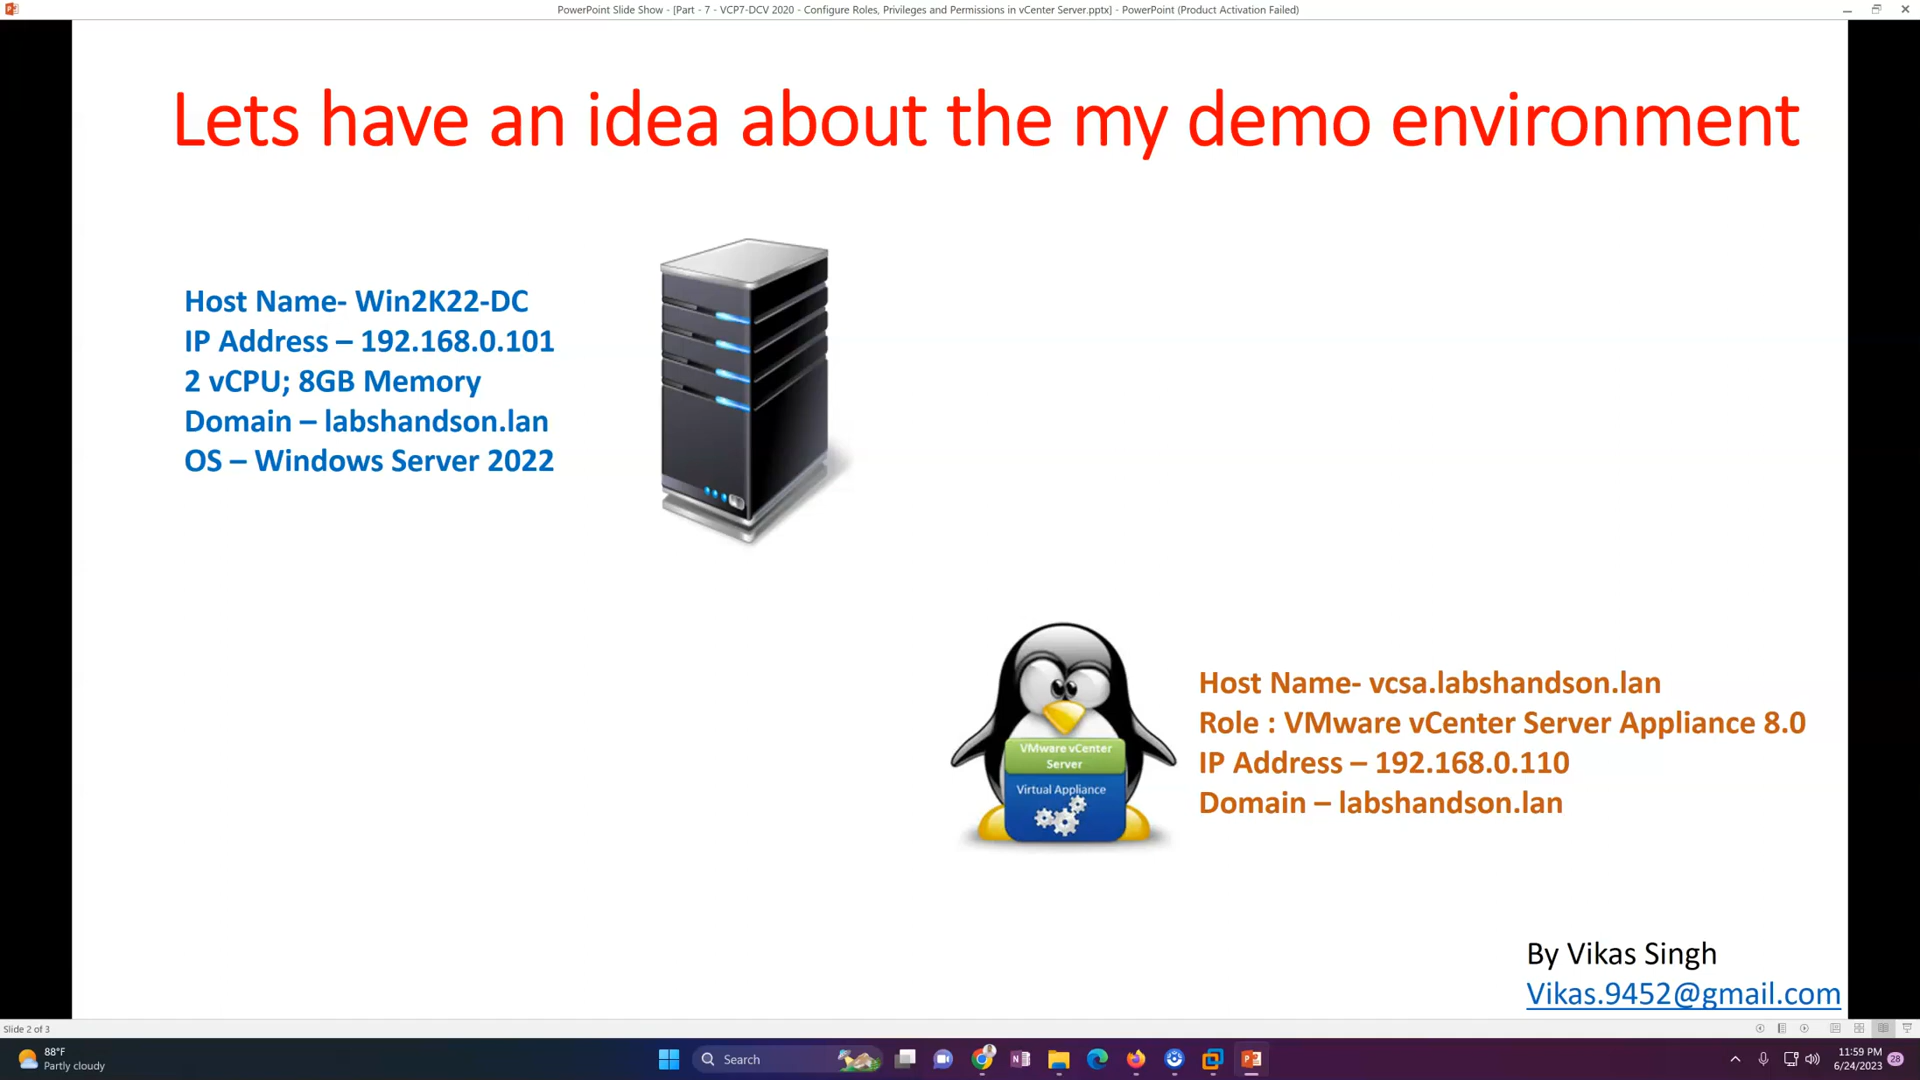 PowerPoint Slide Show - [Part - 7 - VCP7-DCV 2020 - Configure Roles, Privileges and Permissions in vCenter Server.pptx] - PowerPoint (Product Activation Failed)
Lets have an idea about the my demo environment
Host Name- Win2K22-DC
IP Address – 192.168.0.101
2 vCPU; 8GB Memory
Domain – labshandson.lan
OS – Windows Server 2022
VMware vCenter
Server
Virtual Appliance
Host Name- vcsa.labshandson.lan
Role : VMware vCenter Server Appliance 8.0
IP Address – 192.168.0.110
Domain – labshandson.lan
By Vikas Singh
Vikas.9452@gmail.com
Slide 2 of 3
88°F
Partly cloudy
Search
11:59 PM
6/24/2023
28